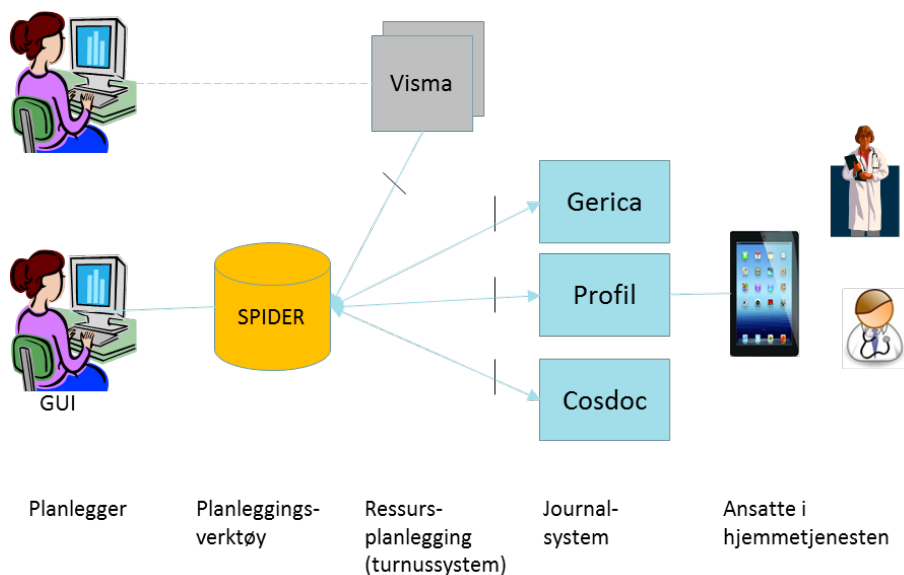 Visma
Gerica
Profil
SPIDER
Cosdoc
GUI
Planlegger
Planleggings-
verktøy
Ressurs-
planlegging
(turnussystem)
Journal-
system
Ansatte i
hjemmetjenesten